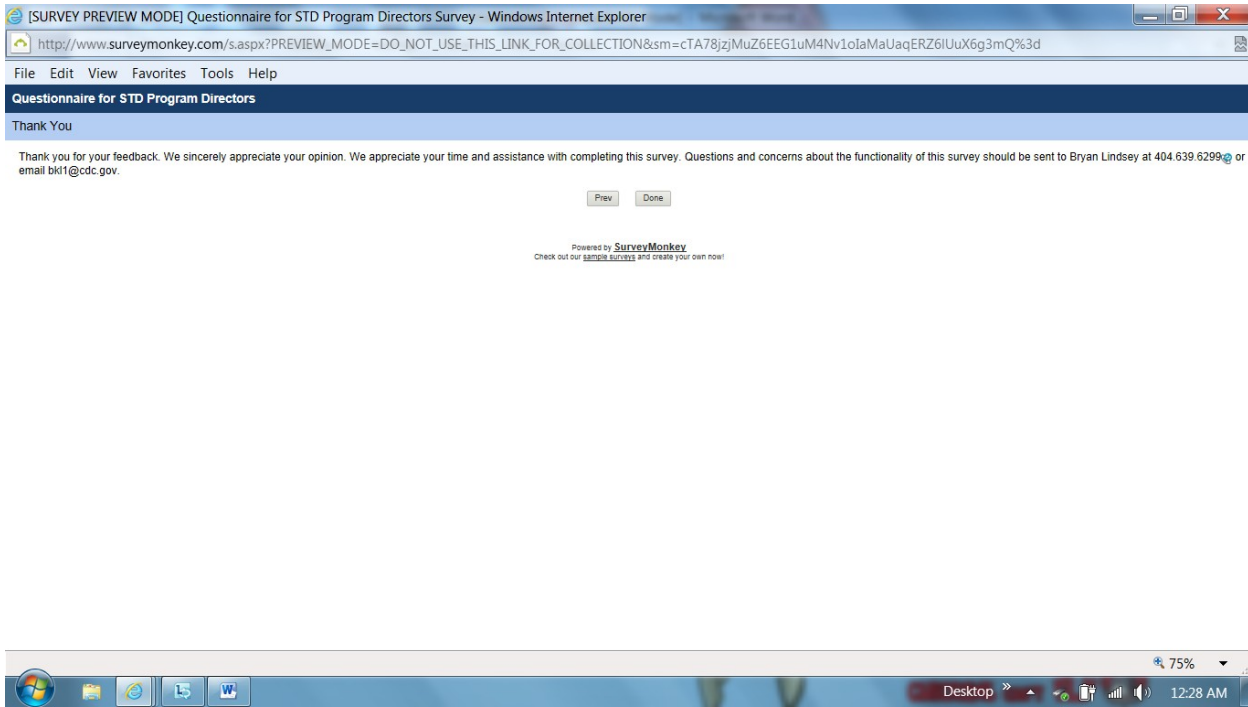 [SURVEY PREVIEW MODE] Questionnaire for STD Program Directors Survey - Windows Internet Explorer
http://www.surveymonkey.com/s.aspx?PREVIEW_MODE=DO_NOT_USE_THIS_LINK_FOR_COLLECTION&sm=cTA78jzjMuZ6EEG1uM4Nv1oIaMaUaqERZ6lUuX6g3mQ%3d
File Edit View Favorites Tools Help
Questionnaire for STD Program Directors
Thank You
Thank you for your feedback. We sincerely appreciate your opinion. We appreciate your time and assistance with completing this survey. Questions and concerns about the functionality of this survey should be sent to Bryan Lindsey at 404.639.6299 or
email bkl1@cdc.gov.
Prev Done
Powered by SurveyMonkey
Check out our sample surveys and create your own now!
75%
Desktop » 12:28 AM